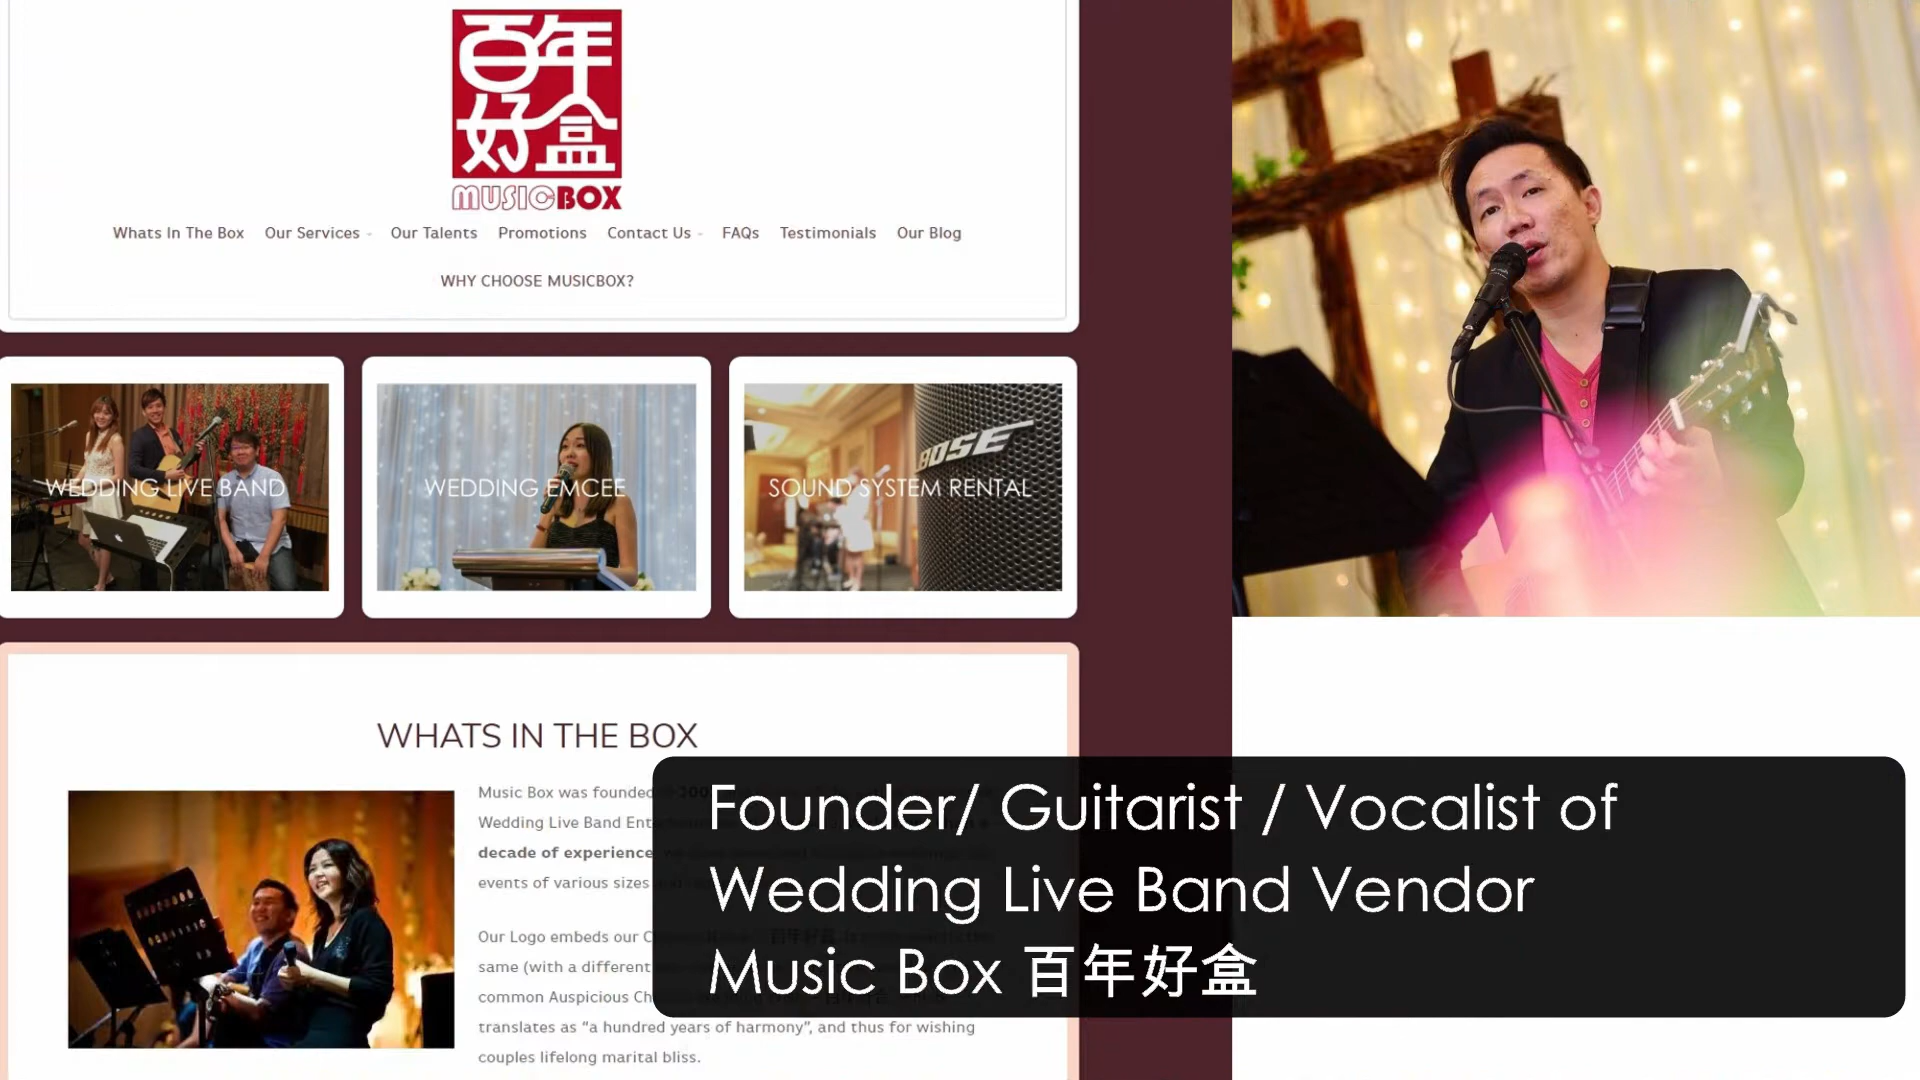 百年
好盒
MUSICBOX
Whats In The Box Our Services Our Talents Promotions Contact Us FAQs Testimonials Our Blog
WHY CHOOSE MUSICBOX?
WEDDING LIVE BAND
WEDDING EMCEE
BOSE
SOUND SYSTEM RENTAL
WHATS IN THE BOX
Music Box was founded
Wedding Live Band
decade of experience
events of various sizes
Our Logo embeds our
same (with a different
common Auspicious
translates as "a hundred years of harmony", and thus for wishing
couples lifelong marital bliss.
Founder/ Guitarist / Vocalist of
Wedding Live Band Vendor
Music Box 百年好盒